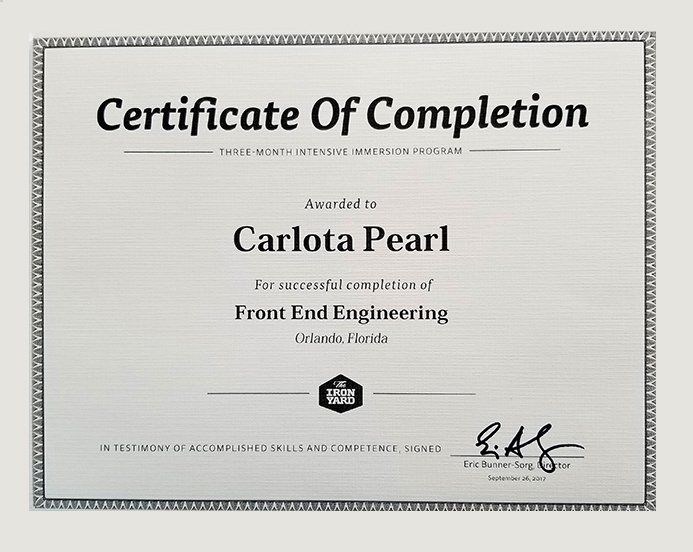 Certificate Of Completion
THREE-MONTH INTENSIVE IMMERSION PROGRAM
Awarded to
Carlota Pearl
For successful completion of
Front End Engineering
Orlando, Florida
The
IRON
YARD
IN TESTIMONY OF ACCOMPLISHED SKILLS AND COMPETENCE, SIGNED
Eric Bunner-Sorg, Director
September 26, 2017